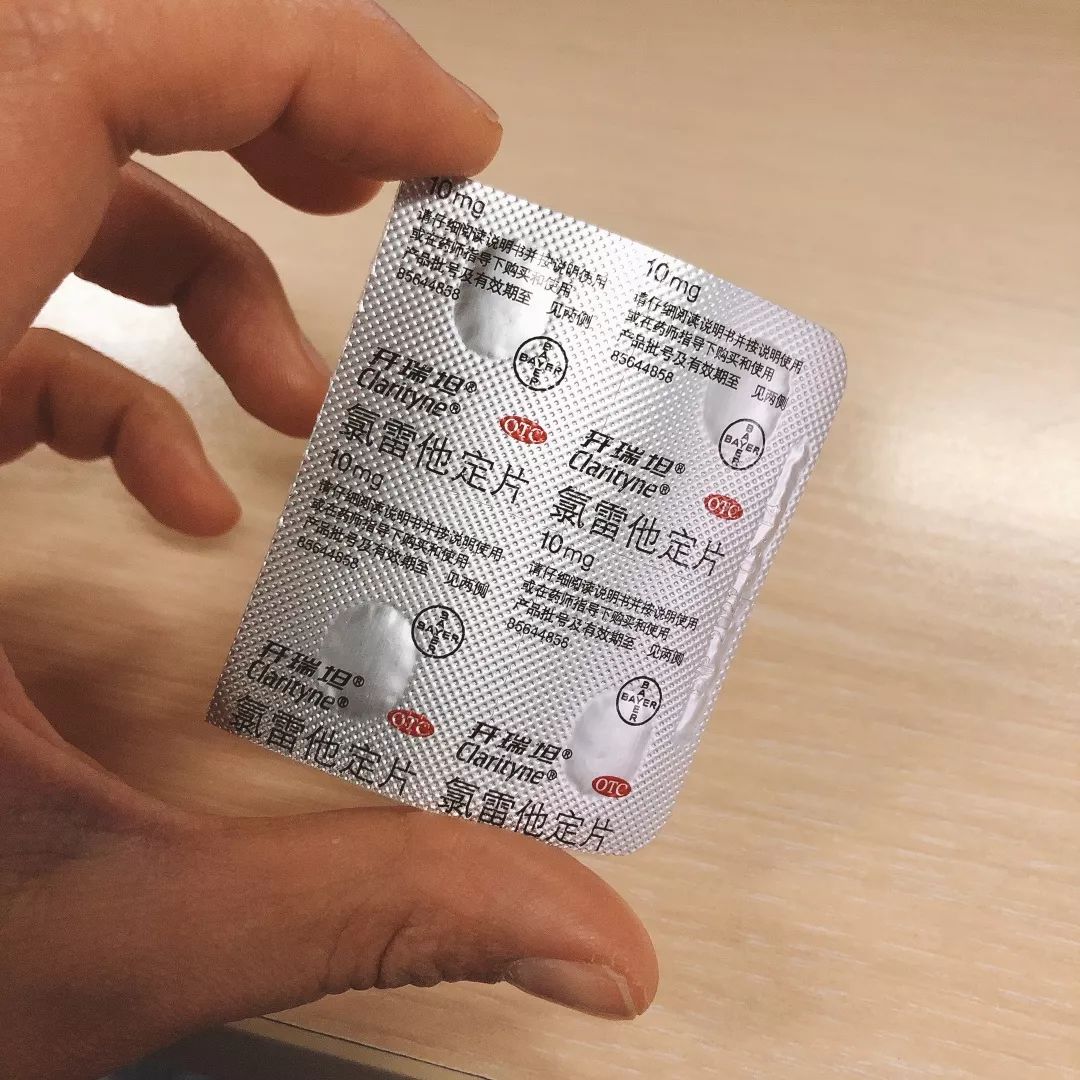 10mg
请仔细阅读说明书并按说明使用
或在药师指导下购买和使用
产品批号及有效期至 见两侧
85644858
BAYER
BAYER
开瑞坦®
Clarityne®
OTC
氯雷他定片
10mg
请仔细阅读说明书并按说明使用
或在药师指导下购买和使用
产品批号及有效期至 见两侧
85644858
BAYER
BAYER
开瑞坦®
Clarityne®
OTC
氯雷他定片
10mg
请仔细阅读说明书并按说明使用
或在药师指导下购买和使用
产品批号及有效期至 见两侧
85644858
BAYER
BAYER
开瑞坦®
Clarityne®
OTC
氯雷他定片
10mg
请仔细阅读说明书并按说明使用
或在药师指导下购买和使用
产品批号及有效期至 见两侧
85644858
BAYER
BAYER
开瑞坦®
Clarityne®
OTC
氯雷他定片